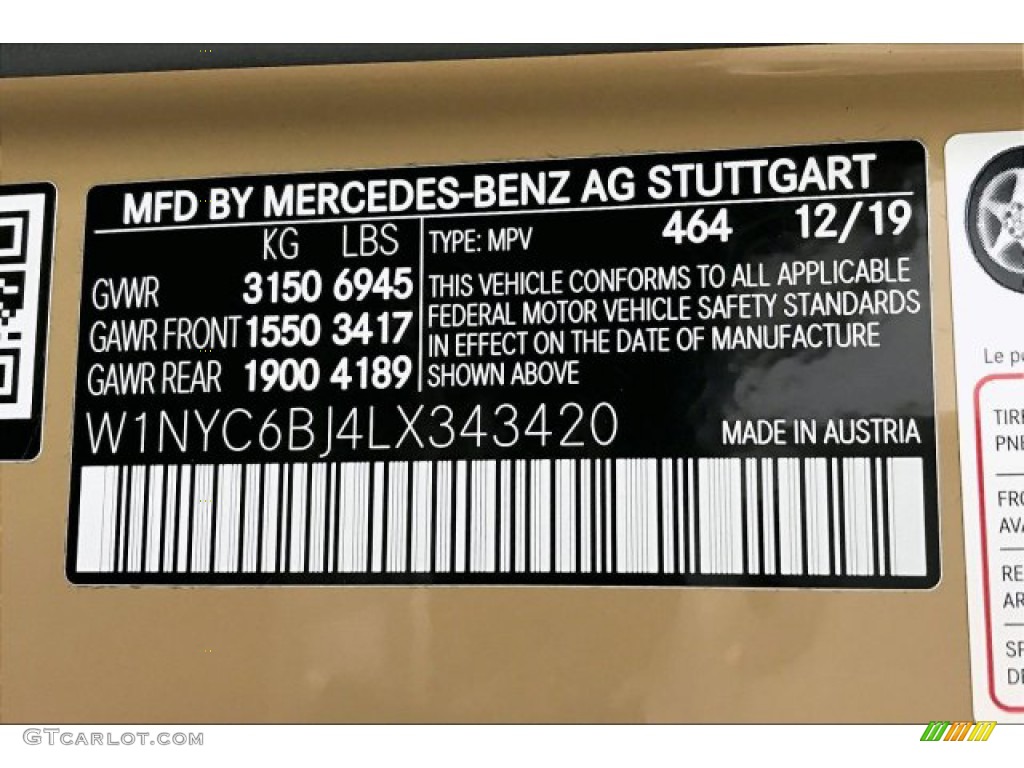 MFD BY MERCEDES-BENZ AG STUTTGART
KG LBS
GVWR 3150 6945
GAWR FRONT 1550 3417
GAWR REAR 1900 4189
TYPE: MPV 464 12/19
THIS VEHICLE CONFORMS TO ALL APPLICABLE
FEDERAL MOTOR VEHICLE SAFETY STANDARDS
IN EFFECT ON THE DATE OF MANUFACTURE
SHOWN ABOVE
W1NYC6BJ4LX343420
MADE IN AUSTRIA
Le
GTCARLOT.COM